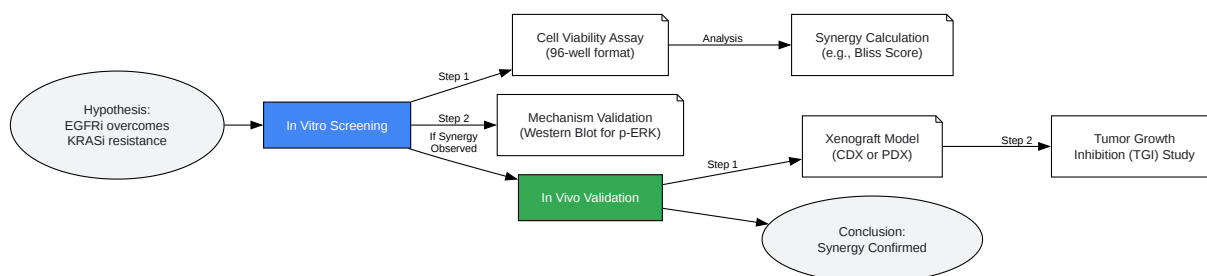 Hypothesis:
EGFRi overcomes
KRASi resistance
In Vitro Screening
Step 1
Cell Viability Assay
(96-well format)
Analysis
Synergy Calculation
(e.g., Bliss Score)
Step 2
Mechanism Validation
(Western Blot for p-ERK)
If Synergy
Observed
In Vivo Validation
Step 1
Xenograft Model
(CDX or PDX)
Step 2
Tumor Growth
Inhibition (TGI) Study
Conclusion:
Synergy Confirmed